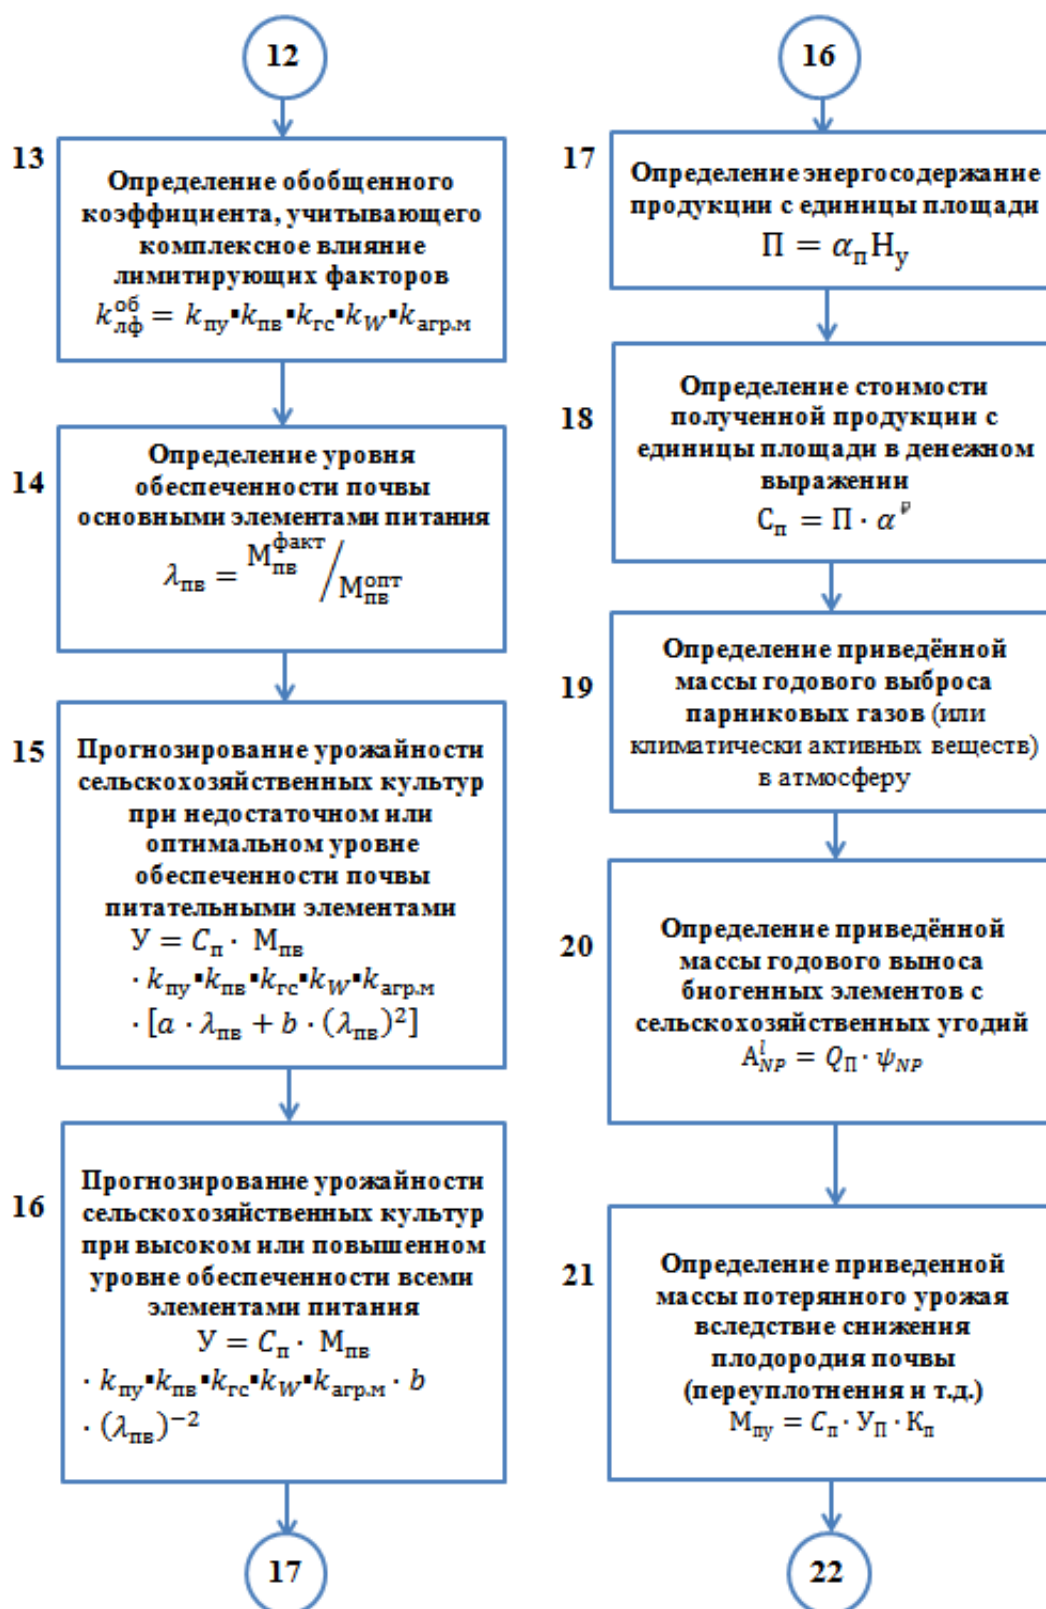 12
13
Определение обобщенного
коэффициента, учитывающего
комплексное влияние
лимитирующих факторов
k_лф^об = k_пу▪k_пв▪k_гс▪k_W▪k_агр.м
14
Определение уровня
обеспеченности почвы
основными элементами питания
λ_пв = М_пв^факт / М_пв^опт
15
Прогнозирование урожайности
сельскохозяйственных культур
при недостаточном или
оптимальном уровне
обеспеченности почвы
питательными элементами
У = C_п · М_пв
· k_пу▪k_пв▪k_гс▪k_W▪k_агр.м
· [a · λ_пв + b · (λ_пв)^2]
16
Прогнозирование урожайности
сельскохозяйственных культур
при высоком или повышенном
уровне обеспеченности всеми
элементами питания
У = C_п · М_пв
· k_пу▪k_пв▪k_гс▪k_W▪k_агр.м · b
· (λ_пв)^−2
17
16
17
Определение энергосодержание
продукции с единицы площади
П = α_п Н_у
18
Определение стоимости
полученной продукции с
единицы площади в денежном
выражении
С_п = П · α
19
Определение приведённой
массы годового выброса
парниковых газов (или
климатически активных веществ)
в атмосферу
20
Определение приведённой
массы годового выноса
биогенных элементов с
сельскохозяйственных угодий
А_NP^l = Q_П · ψ_NP
21
Определение приведенной
массы потерянного урожая
вследствие снижения
плодородия почвы
(переуплотнения и т.д.)
М_пу = C_п · У_П · К_п
22